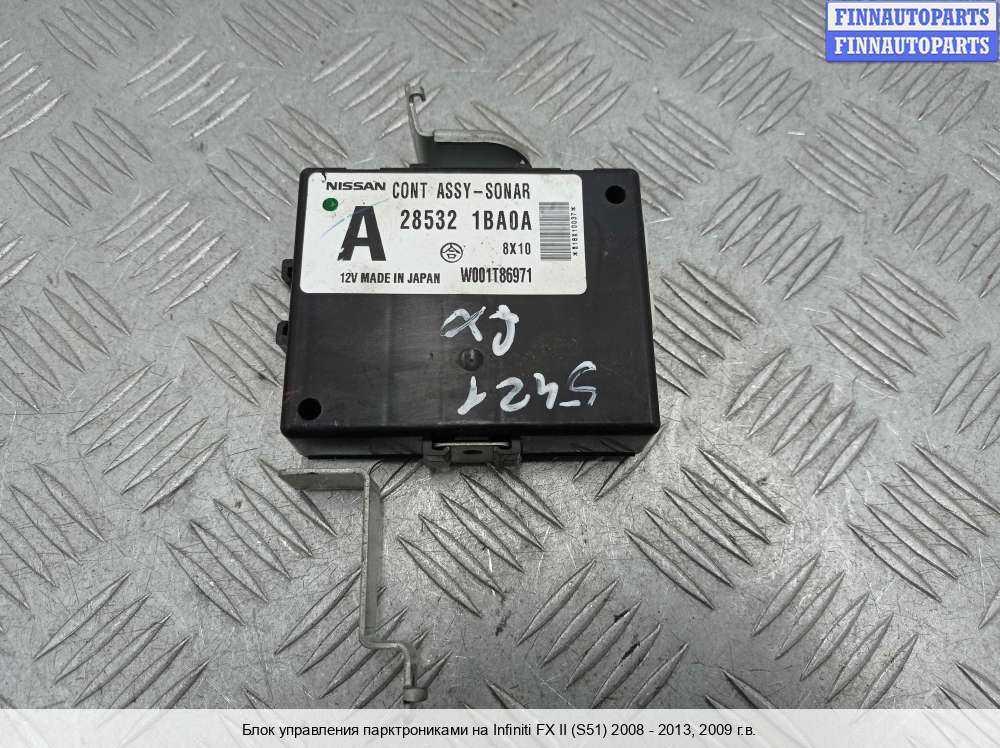 FINNAUTOPARTS
FINNAUTOPARTS
NISSAN CONT ASSY-SONAR
A 28532 1BA0A
8X10
12V MADE IN JAPAN W001T86971
5421
Блок управления парктрониками на Infiniti FX II (S51) 2008 - 2013, 2009 г.в.